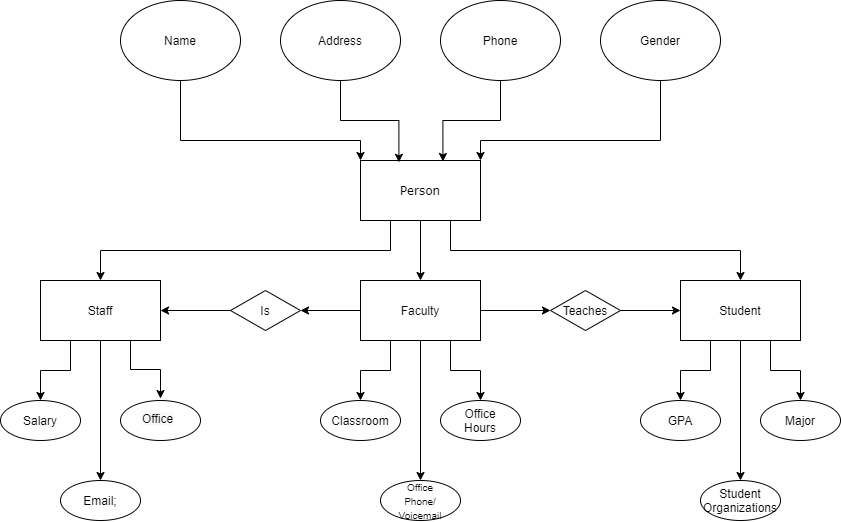 Name
Address
Phone
Gender
Person
Staff
Is
Faculty
Teaches
Student
Salary
Office
Classroom
Office
Hours
GPA
Major
Email;
Office
Phone/
Voicemail
Student
Organizations